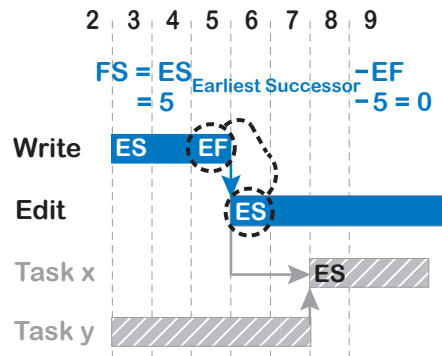 2 3 4 5 6 7 8 9
FS = ES Earliest Successor – EF
= 5 – 5 = 0
Write ES EF
Edit ES
Task x ES
Task y